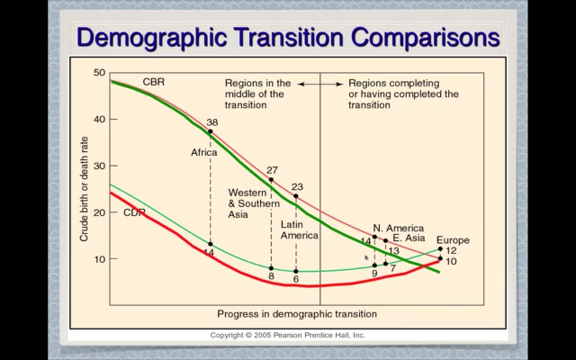 Demographic Transition Comparisons
50
CBR
Regions in the
middle of the
transition
Regions completing
or having completed the
transition
40
38
Africa
30
27
Western
& Southern
Asia
23
Latin
America
Crude birth or death rate
20
CDR
N. America
14
E. Asia
13
Europe
12
10
14
10
8
6
9
7
Progress in demographic transition
Copyright © 2005 Pearson Prentice Hall, Inc.